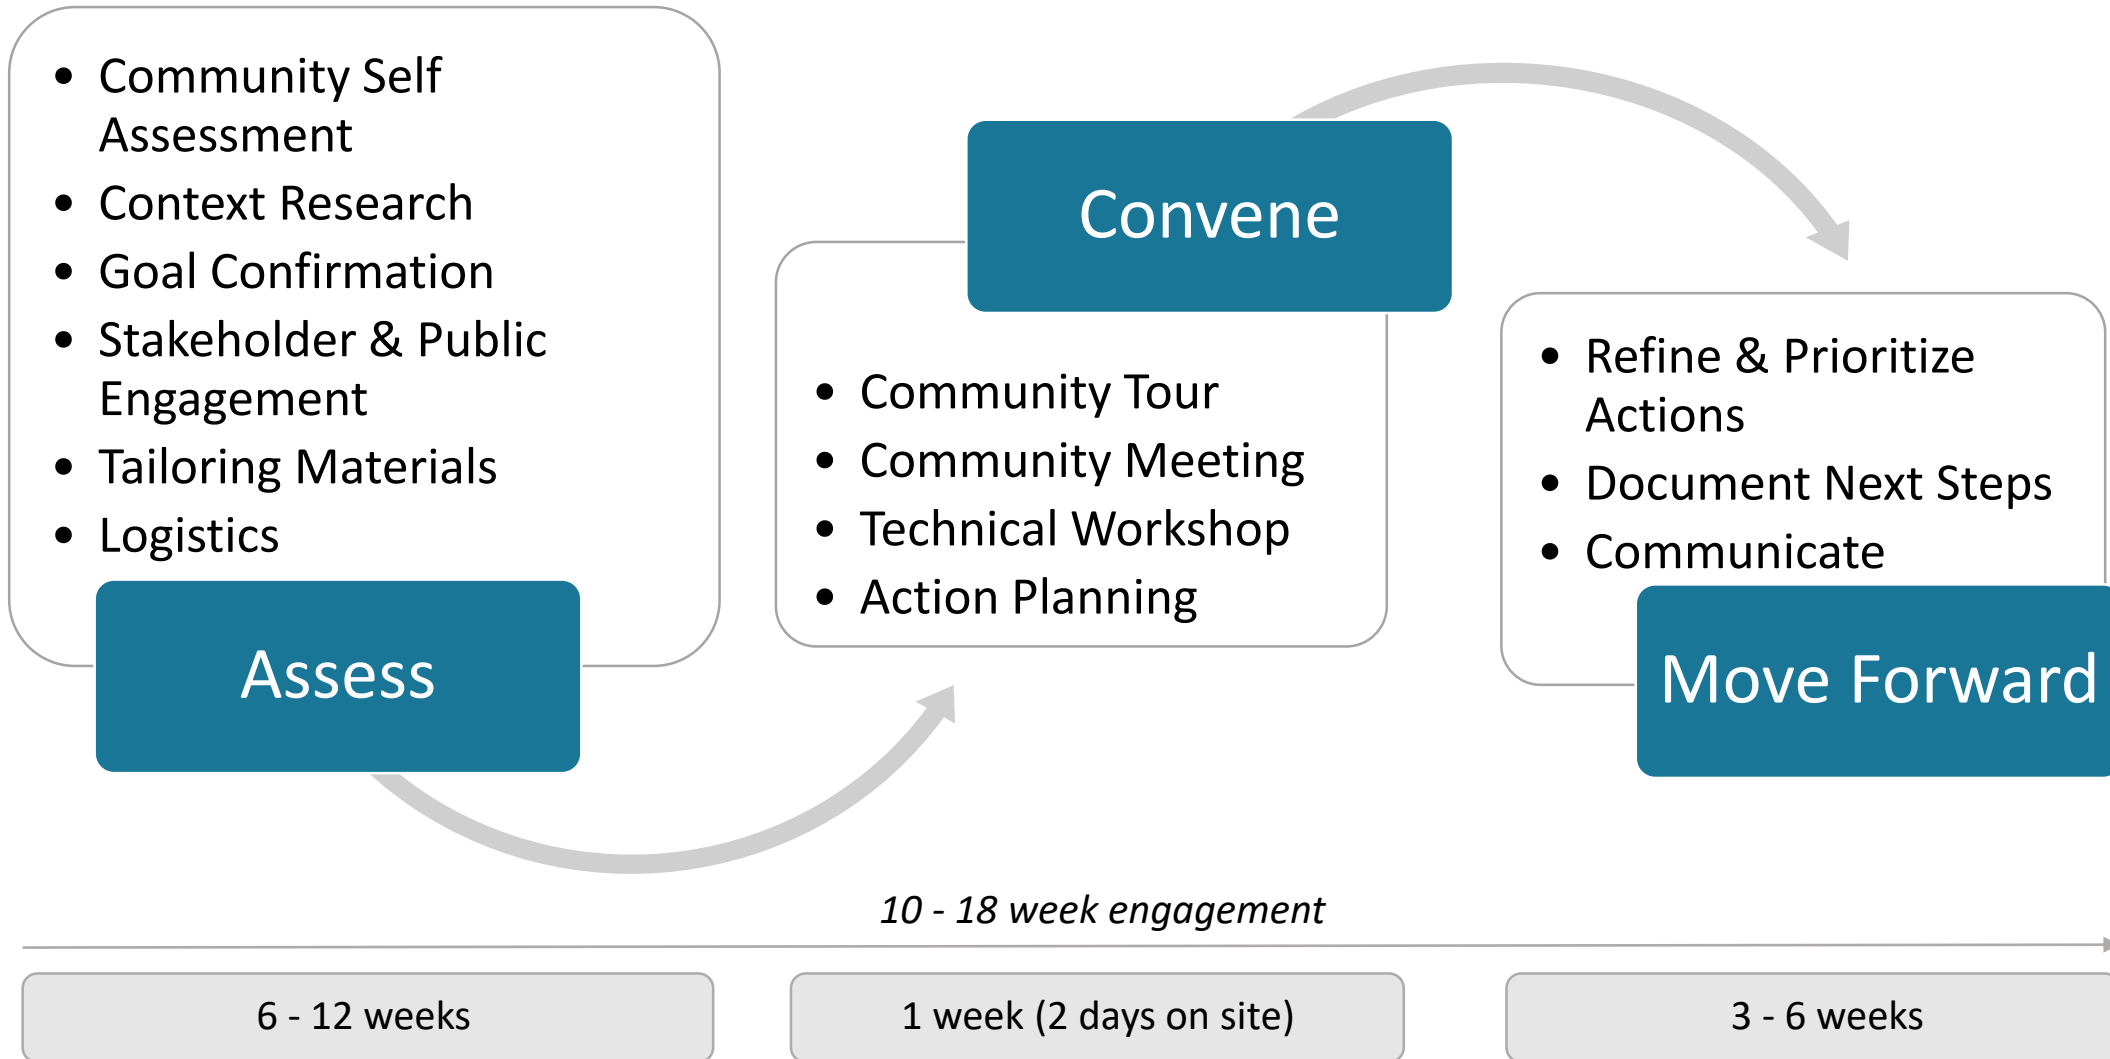 • Community Self
Assessment
• Context Research
• Goal Confirmation
• Stakeholder & Public
Engagement
• Tailoring Materials
• Logistics
Assess
Convene
• Community Tour
• Community Meeting
• Technical Workshop
• Action Planning
• Refine & Prioritize
Actions
• Document Next Steps
• Communicate
Move Forward
10 - 18 week engagement
6 - 12 weeks
1 week (2 days on site)
3 - 6 weeks